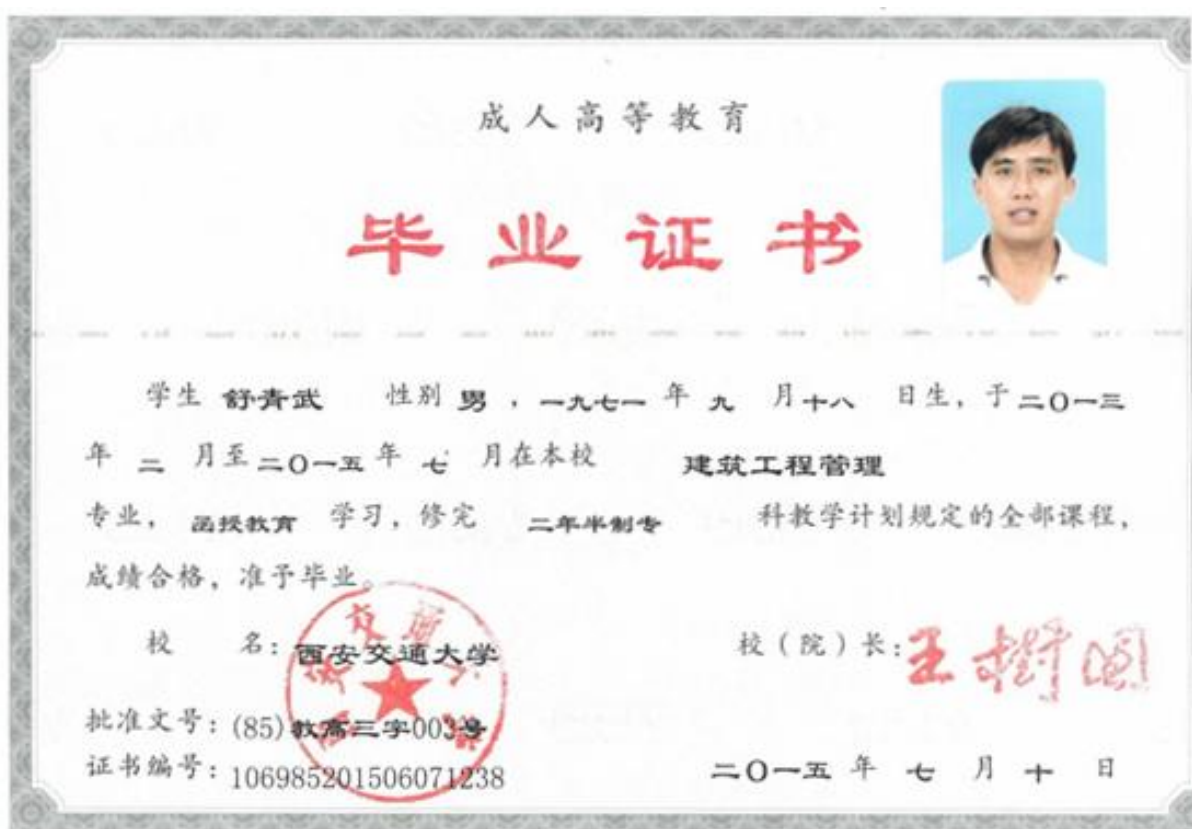 成人高等教育
毕业证书
学生 舒青武 性别 男 ，一九七一 年 九 月 十八 日生，于 二O一三
年 二 月至 二O一五 年 七 月在本校 建筑工程管理
专业， 函授教育 学习，修完 二年半制专 科教学计划规定的全部课程，
成绩合格，准予毕业。
校 名：西安交通大学 校（院）长：王树国
批准文号：(85)教高三字003号
证书编号：106985201506071238 二O一五 年 七 月 十 日